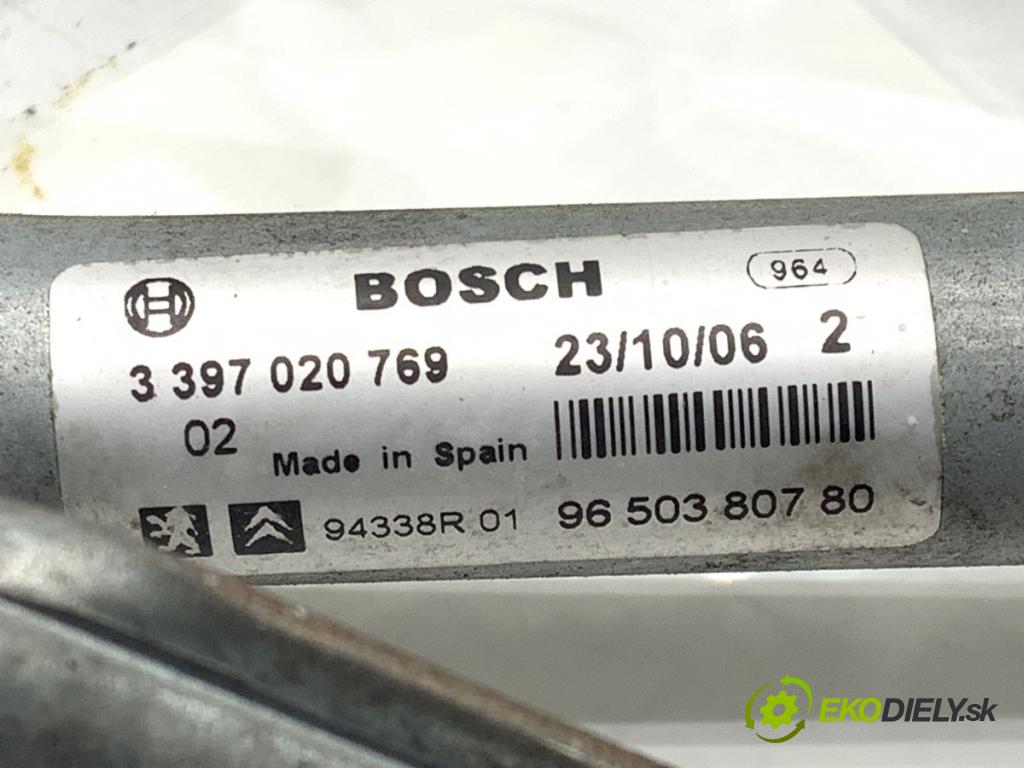 BOSCH 964
3 397 020 769 23/10/06 2
02 Made in Spain
94338R 01 96 503 807 80
EKODIELY.sk